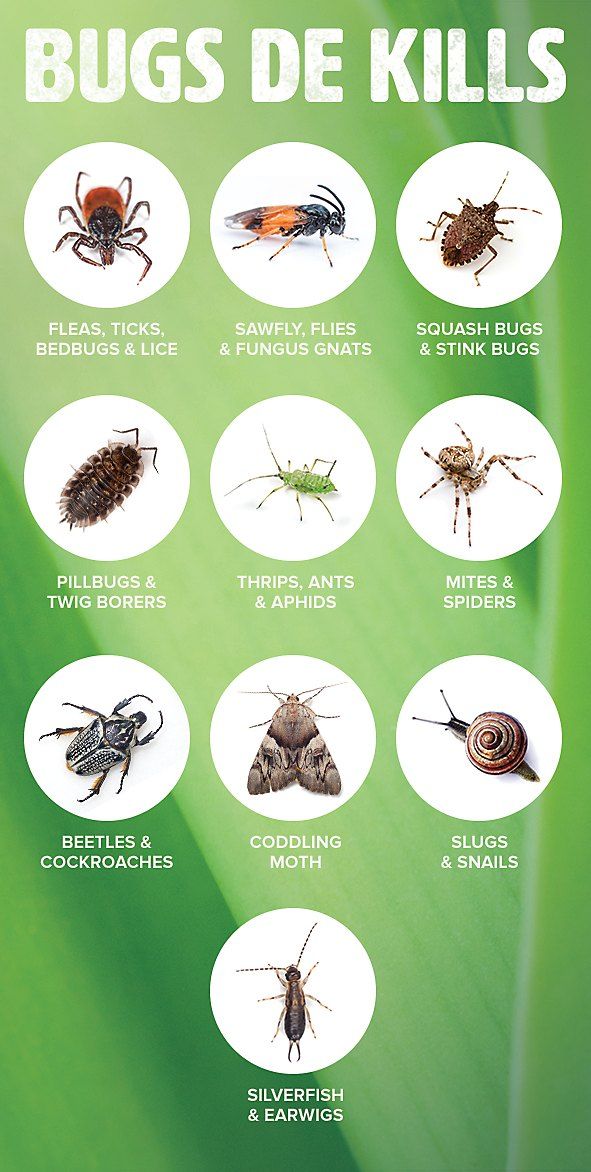 BUGS DE KILLS
FLEAS, TICKS,
BEDBUGS & LICE
SAWFLY, FLIES
& FUNGUS GNATS
SQUASH BUGS
& STINK BUGS
PILLBUGS &
TWIG BORERS
THRIPS, ANTS
& APHIDS
MITES &
SPIDERS
BEETLES &
COCKROACHES
CODDLING
MOTH
SLUGS
& SNAILS
SILVERFISH
& EARWIGS